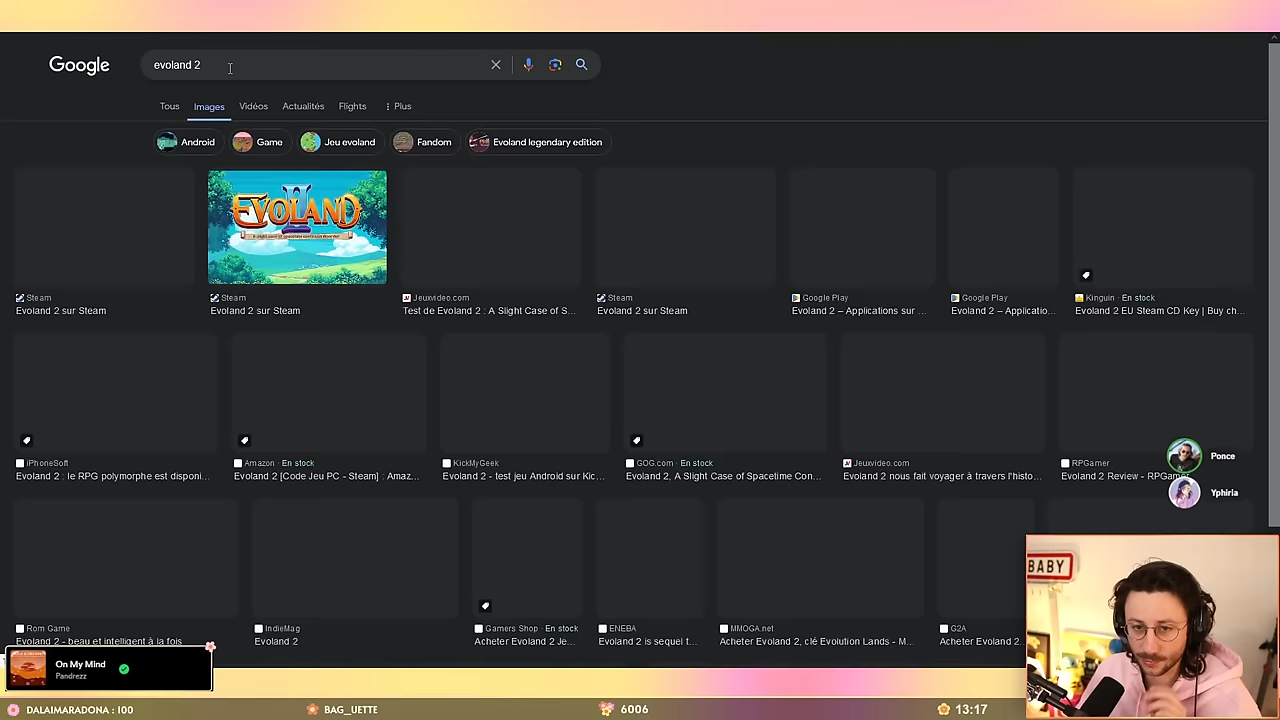 Google
evoland 2
Tous
Images
Vidéos
Actualités
Flights
Plus
Android
Game
Jeu evoland
Fandom
Evoland legendary edition
EVOLAND
II
Steam
Evoland 2 sur Steam
Steam
Evoland 2 sur Steam
Jeuxvideo.com
Test de Evoland 2 : A Slight Case of S...
Steam
Evoland 2 sur Steam
Google Play
Evoland 2 – Applications sur ...
Google Play
Evoland 2 – Applicatio...
Kinguin · En stock
Evoland 2 EU Steam CD Key | Buy ch...
iPhoneSoft
Evoland 2 : le RPG polymorphe est disponi...
Amazon · En stock
Evoland 2 [Code Jeu PC - Steam] : Amaz...
KickMyGeek
Evoland 2 - test jeu Android sur Kic...
GOG.com · En stock
Evoland 2, A Slight Case of Spacetime Con...
Jeuxvideo.com
Evoland 2 nous fait voyager à travers l'histo...
RPGamer
Evoland 2 Review - RPGamer
Ponce
Yphiria
Rom Game
Evoland 2 - beau et intelligent à la fois
IndieMag
Evoland 2
Gamers Shop · En stock
Acheter Evoland 2 Je...
ENEBA
Evoland 2 is sequel t...
MMOGA.net
Acheter Evoland 2, clé Evolution Lands - M...
G2A
Acheter Evoland 2
BABY
On My Mind
Pandrezz
DALAIMARADONA : 100
BAG_UETTE
6006
13:17